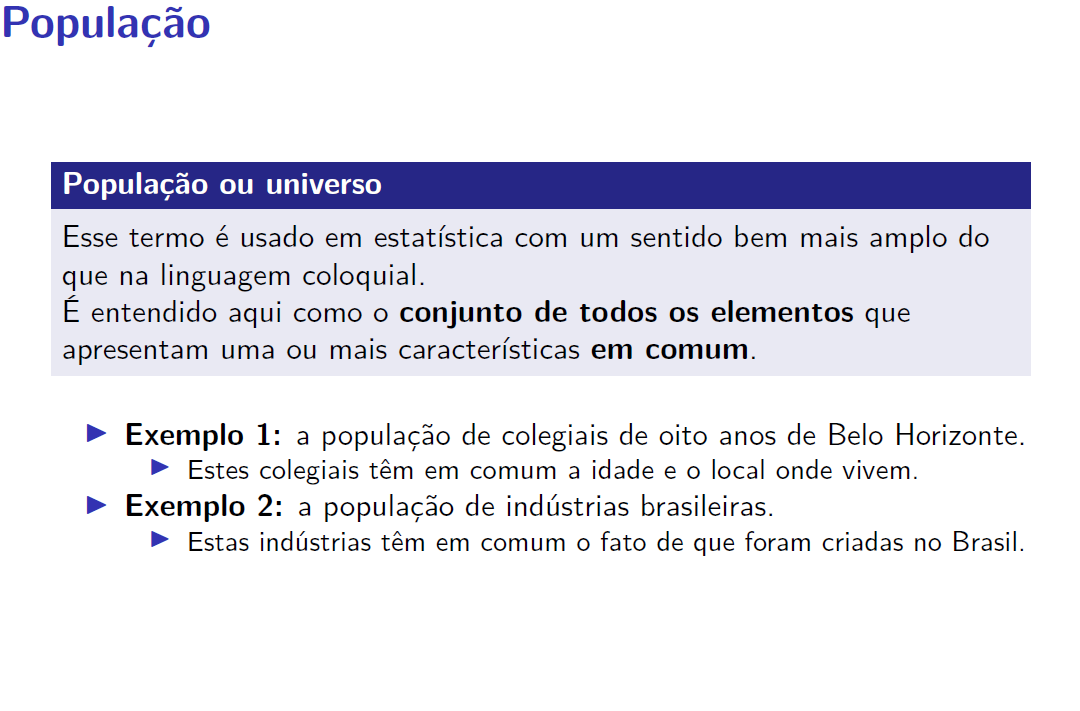 População
População ou universo
Esse termo é usado em estatística com um sentido bem mais amplo do
que na linguagem coloquial.
É entendido aqui como o conjunto de todos os elementos que
apresentam uma ou mais características em comum.
Exemplo 1: a população de colegiais de oito anos de Belo Horizonte.
Estes colegiais têm em comum a idade e o local onde vivem.
Exemplo 2: a população de indústrias brasileiras.
Estas indústrias têm em comum o fato de que foram criadas no Brasil.